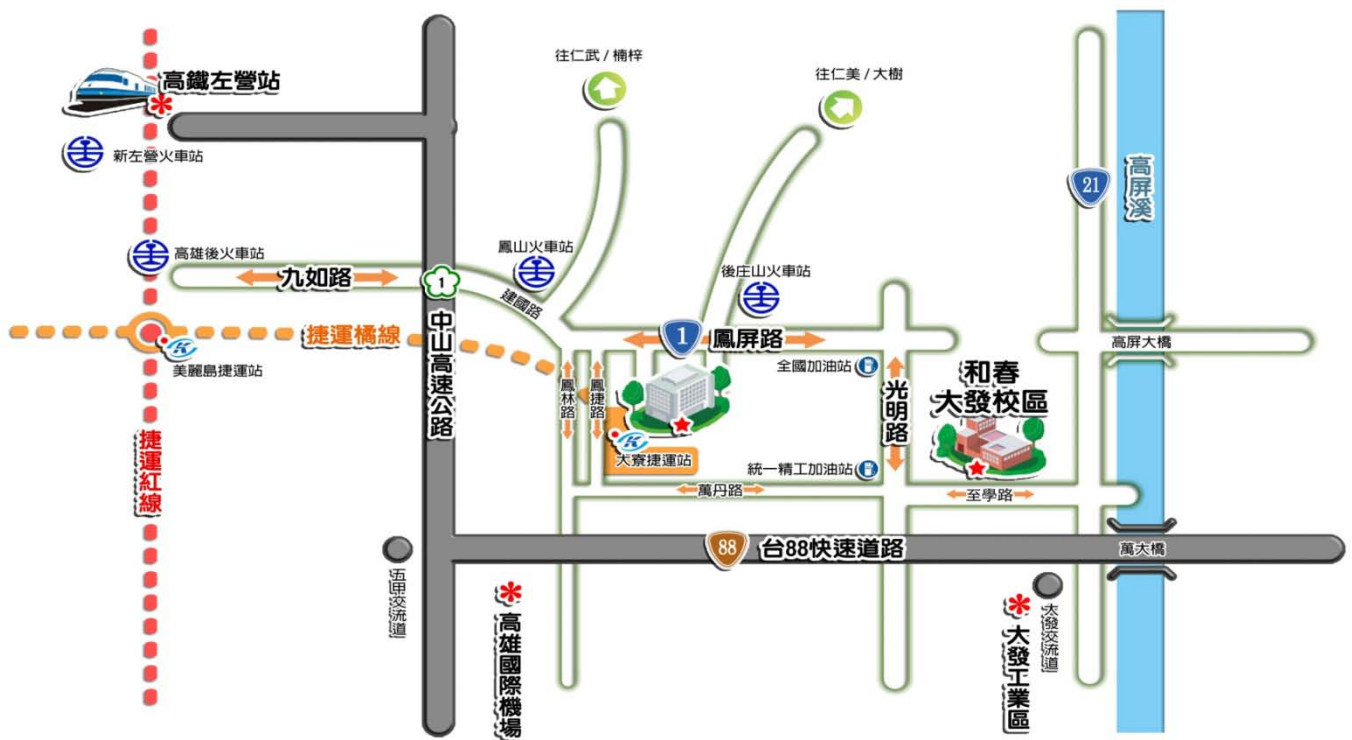 往仁武 / 楠梓
往仁美 / 大樹
高鐵左營站
新左營火車站
21
高屏溪
高雄後火車站
鳳山火車站
後庄山火車站
九如路
1
建國路
中山高速公路
捷運橘線
1
鳳屏路
高屏大橋
美麗島捷運站
全國加油站
和春
大發校區
鳳林路
鳳捷路
光明路
捷運紅線
大寮捷運站
統一精工加油站
萬丹路
至學路
88
台88快速道路
萬大橋
五甲交流道
高雄國際機場
大發工業區
大發交流道